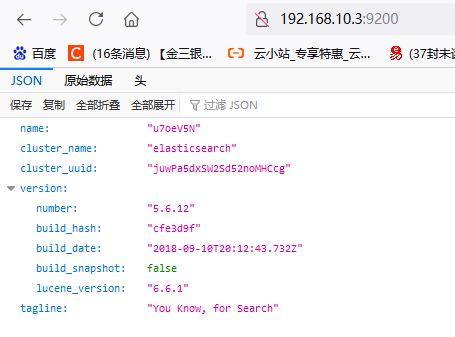 192.168.10.3:9200
百度 C (16条消息) 【金三银... 云小站_专享特惠_云... 易 (37封未读
JSON 原始数据 头
保存 复制 全部折叠 全部展开 过滤 JSON
name: "u7oeV5N"
cluster_name: "elasticsearch"
cluster_uuid: "juwPa5dxSW2Sd52noMHCcg"
version:
number: "5.6.12"
build_hash: "cfe3d9f"
build_date: "2018-09-10T20:12:43.732Z"
build_snapshot: false
lucene_version: "6.6.1"
tagline: "You Know, for Search"